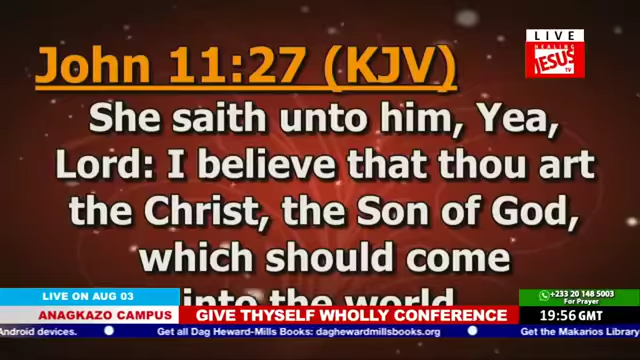 LIVE
HEALING
JESUS
TV
John 11:27 (KJV)
She saith unto him, Yea,
Lord: I believe that thou art
the Christ, the Son of God,
which should come
into the world.
LIVE ON AUG 03
+233 20 148 5003
For Prayer
ANAGKAZO CAMPUS
GIVE THYSELF WHOLLY CONFERENCE
19:56 GMT
Android devices.
Get all Dag Heward-Mills Books: daghewardmillsbooks.org
Get the Makarios Library